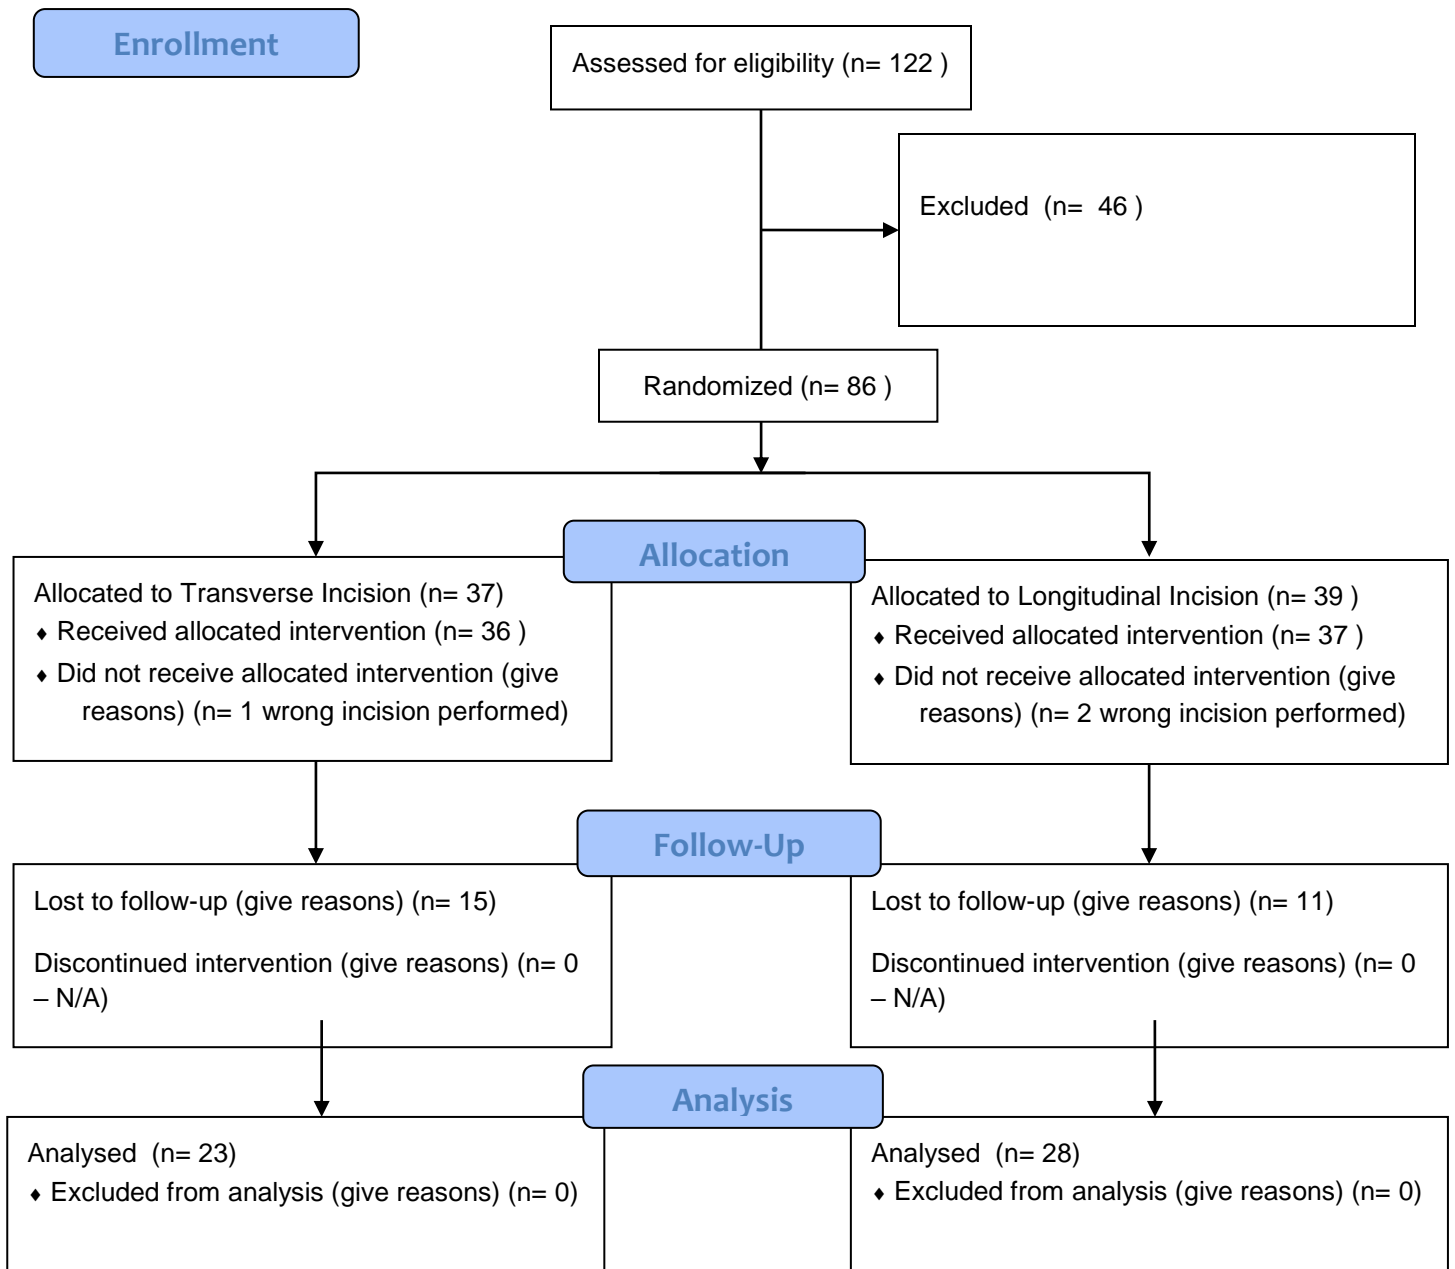 Enrollment
Assessed for eligibility (n= 122 )
Excluded (n= 46 )
Randomized (n= 86 )
Allocation
Allocated to Transverse Incision (n= 37)
♦ Received allocated intervention (n= 36 )
♦ Did not receive allocated intervention (give
reasons) (n= 1 wrong incision performed)
Allocated to Longitudinal Incision (n= 39 )
♦ Received allocated intervention (n= 37 )
♦ Did not receive allocated intervention (give
reasons) (n= 2 wrong incision performed)
Follow-Up
Lost to follow-up (give reasons) (n= 15)
Discontinued intervention (give reasons) (n= 0
– N/A)
Lost to follow-up (give reasons) (n= 11)
Discontinued intervention (give reasons) (n= 0
– N/A)
Analysis
Analysed (n= 23)
♦ Excluded from analysis (give reasons) (n= 0)
Analysed (n= 28)
♦ Excluded from analysis (give reasons) (n= 0)